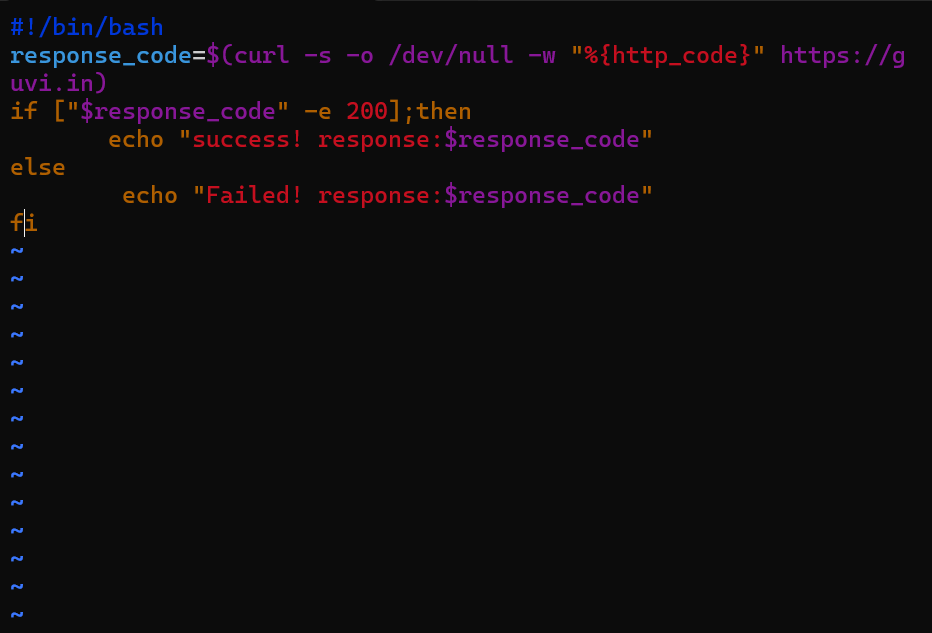 #!/bin/bash
response_code=$(curl -s -o /dev/null -w "%{http_code}" https://g
uvi.in)
if ["$response_code" -e 200];then
       echo "success! response:$response_code"
else
        echo "Failed! response:$response_code"
fi
~
~
~
~
~
~
~
~
~
~
~
~
~
~